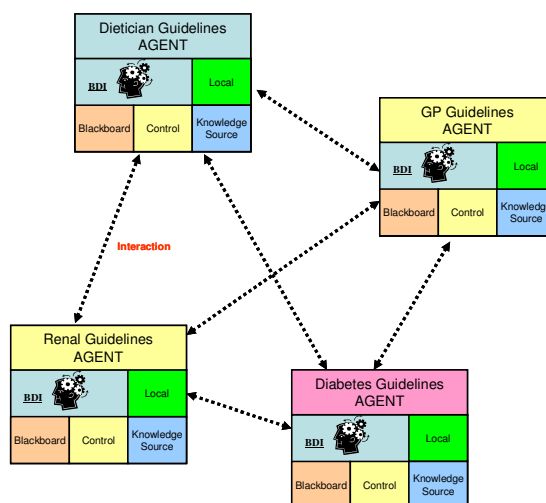 Dietician Guidelines
AGENT
BDI
Local
Blackboard
Control
Knowledge
Source
GP Guidelines
AGENT
BDI
Local
Blackboard
Control
Knowledge
Source
Interaction
Renal Guidelines
AGENT
BDI
Local
Blackboard
Control
Knowledge
Source
Diabetes Guidelines
AGENT
BDI
Local
Blackboard
Control
Knowledge
Source